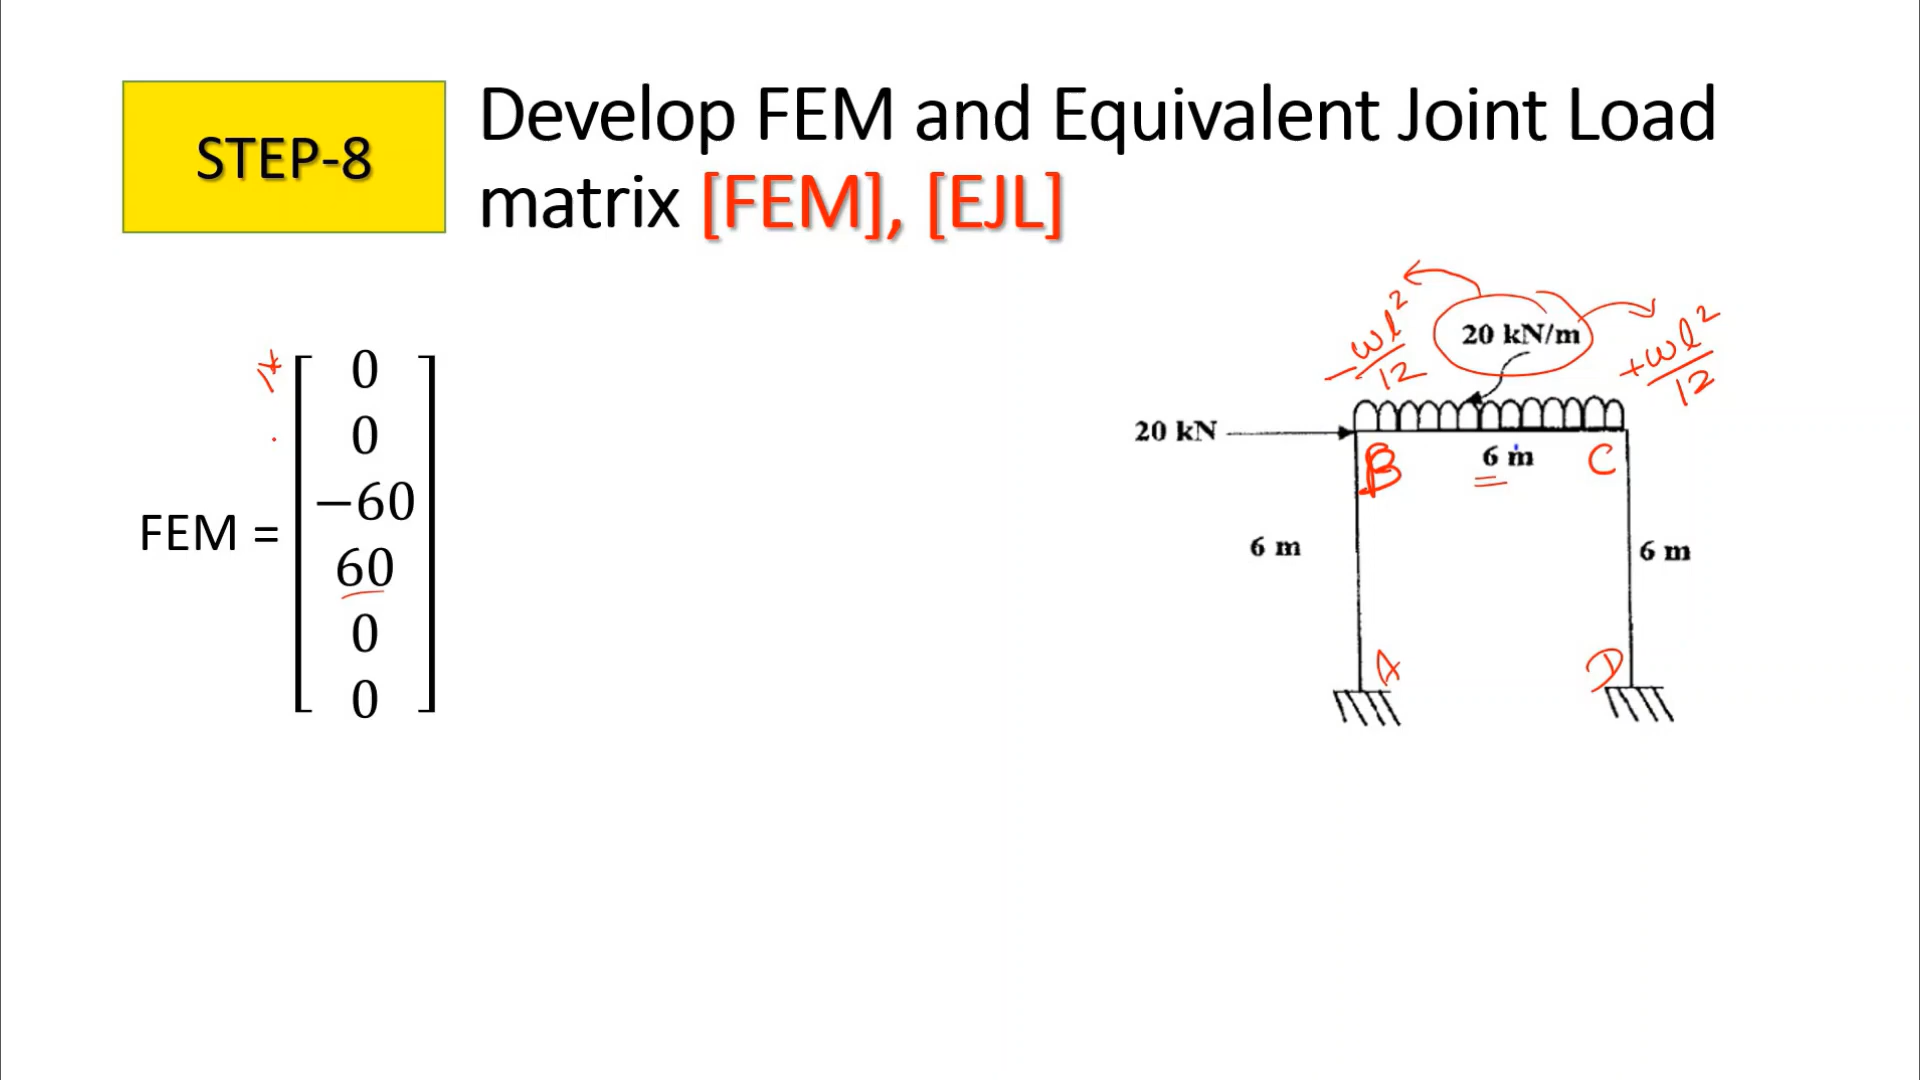 STEP-8
Develop FEM and Equivalent Joint Load
matrix [FEM], [EJL]
FEM =
0
0
−60
60
0
0
−wl²/12
20 kN/m
+wl²/12
20 kN
B
6 m
C
6 m
6 m
A
D